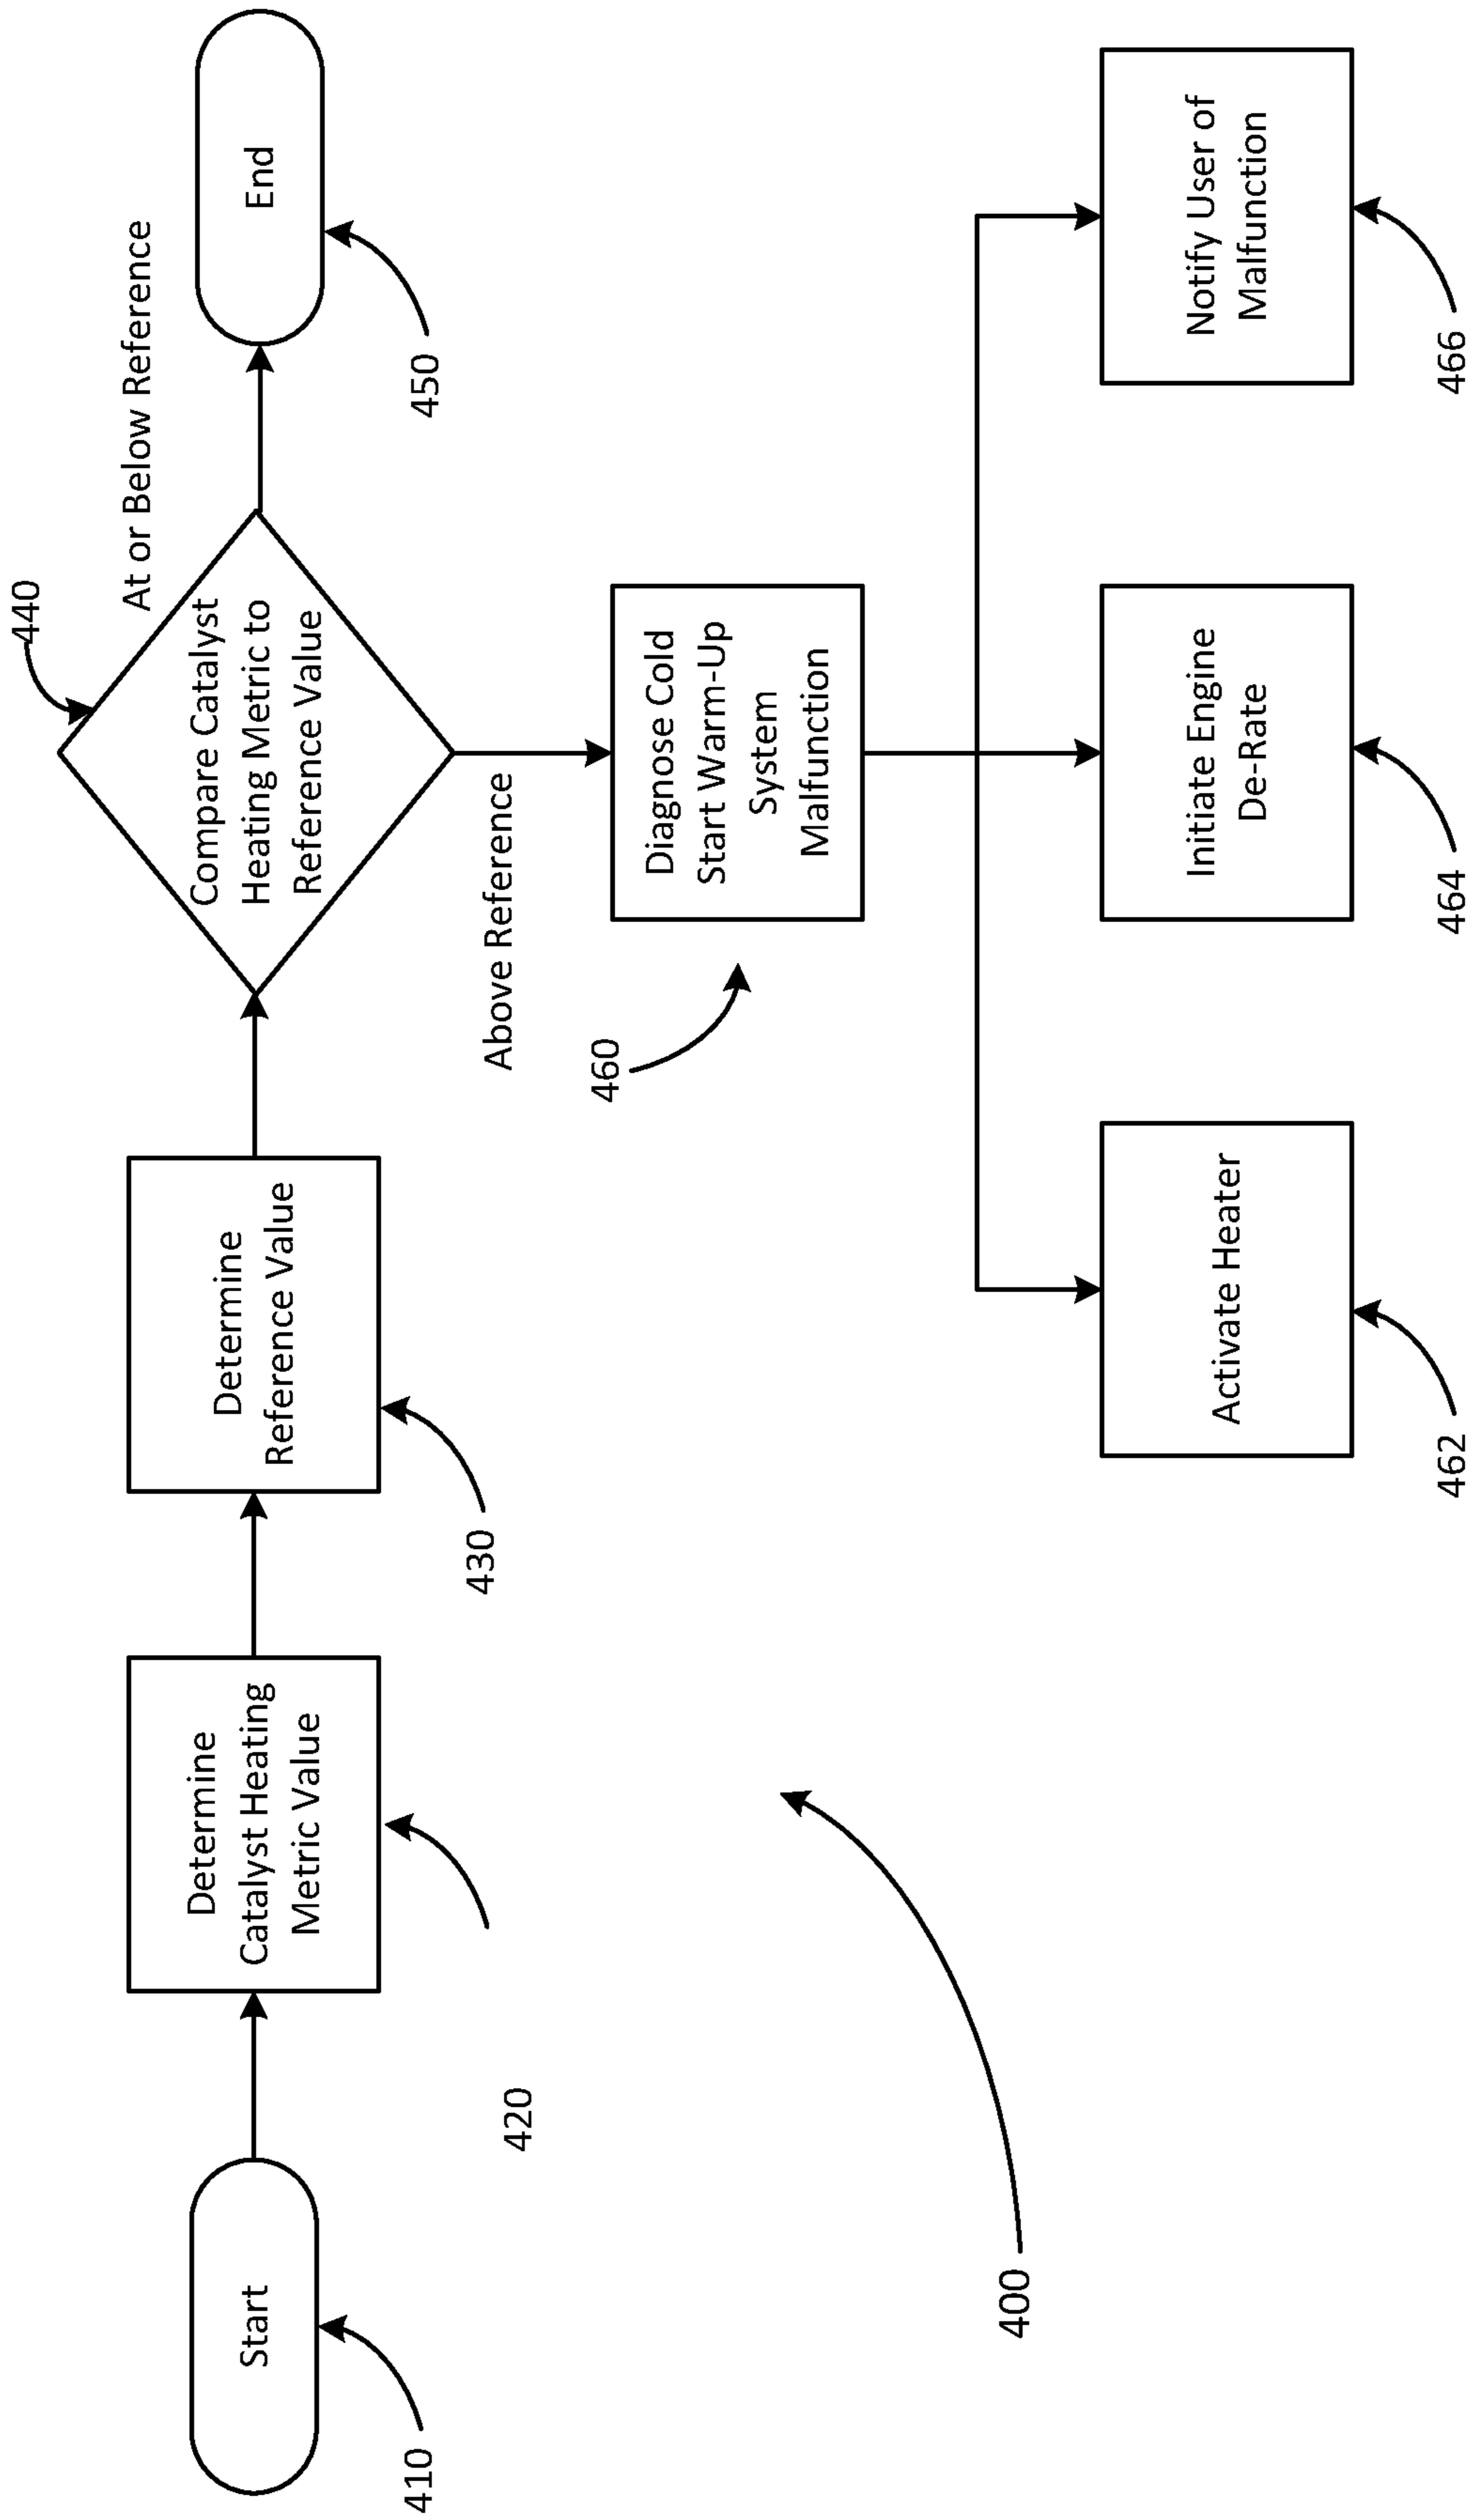 Start
410
Determine
Catalyst Heating
Metric Value
420
Determine
Reference Value
430
Compare Catalyst
Heating Metric to
Reference Value
440
At or Below Reference
End
450
Above Reference
Diagnose Cold
Start Warm-Up
System
Malfunction
460
Activate Heater
462
Initiate Engine
De-Rate
464
Notify User of
Malfunction
466
400